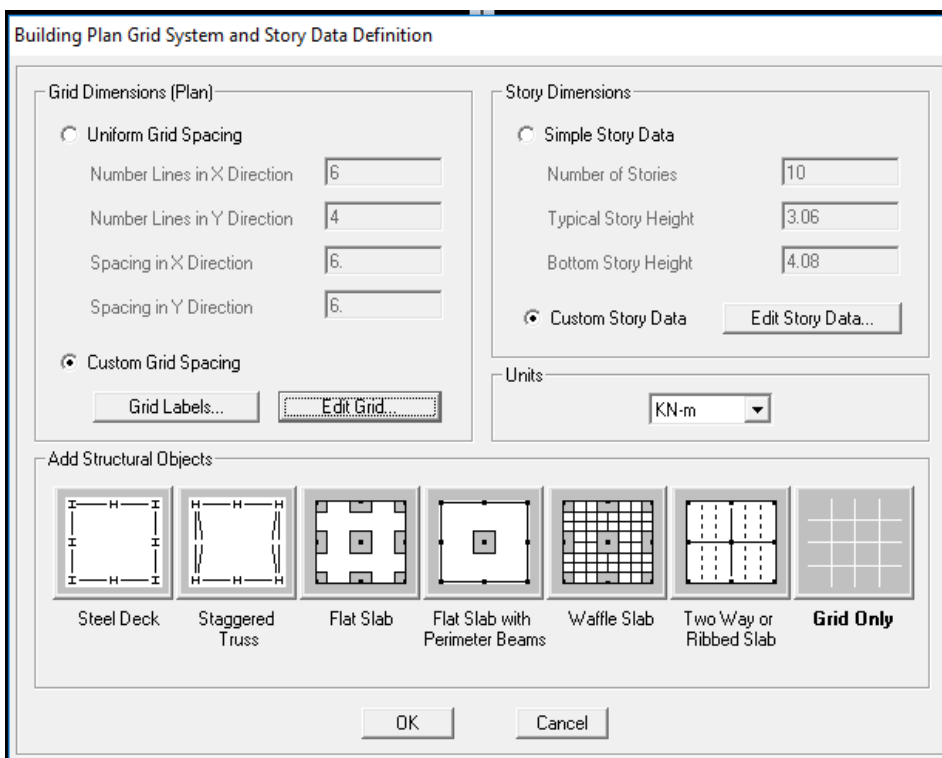 Building Plan Grid System and Story Data Definition
Grid Dimensions (Plan)
Uniform Grid Spacing
Number Lines in X Direction 6
Number Lines in Y Direction 4
Spacing in X Direction 6.
Spacing in Y Direction 6.
Custom Grid Spacing
Grid Labels... Edit Grid...
Story Dimensions
Simple Story Data
Number of Stories 10
Typical Story Height 3.06
Bottom Story Height 4.08
Custom Story Data Edit Story Data...
Units
KN-m
Add Structural Objects
Steel Deck
Staggered
Truss
Flat Slab
Flat Slab with
Perimeter Beams
Waffle Slab
Two Way or
Ribbed Slab
Grid Only
OK Cancel